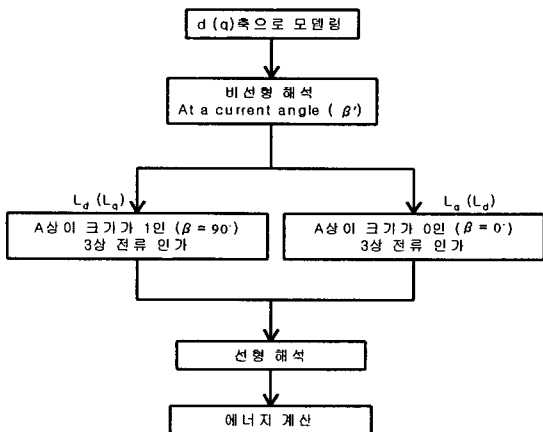 d (q)축으로 모델링
비선형 해석
At a current angle ( β')
L_d (L_q)
L_q (L_d)
A상이 크기가 1인 (β = 90°)
3상 전류 인가
A상이 크기가 0인 (β = 0°)
3상 전류 인가
선형 해석
에너지 계산